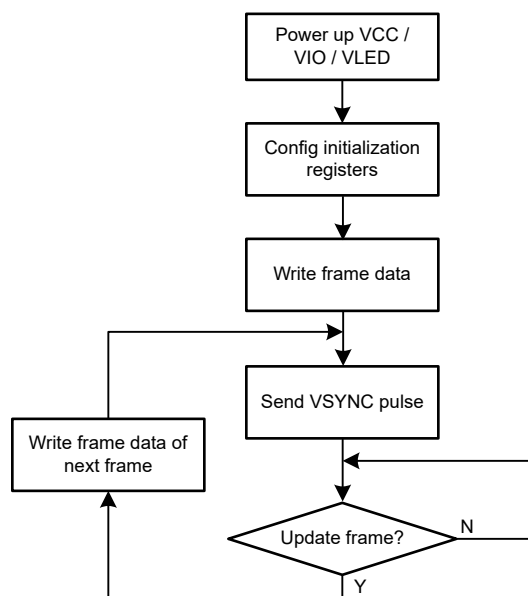 Power up VCC /
VIO / VLED
Config initialization
registers
Write frame data
Send VSYNC pulse
Write frame data of
next frame
Update frame?
N
Y